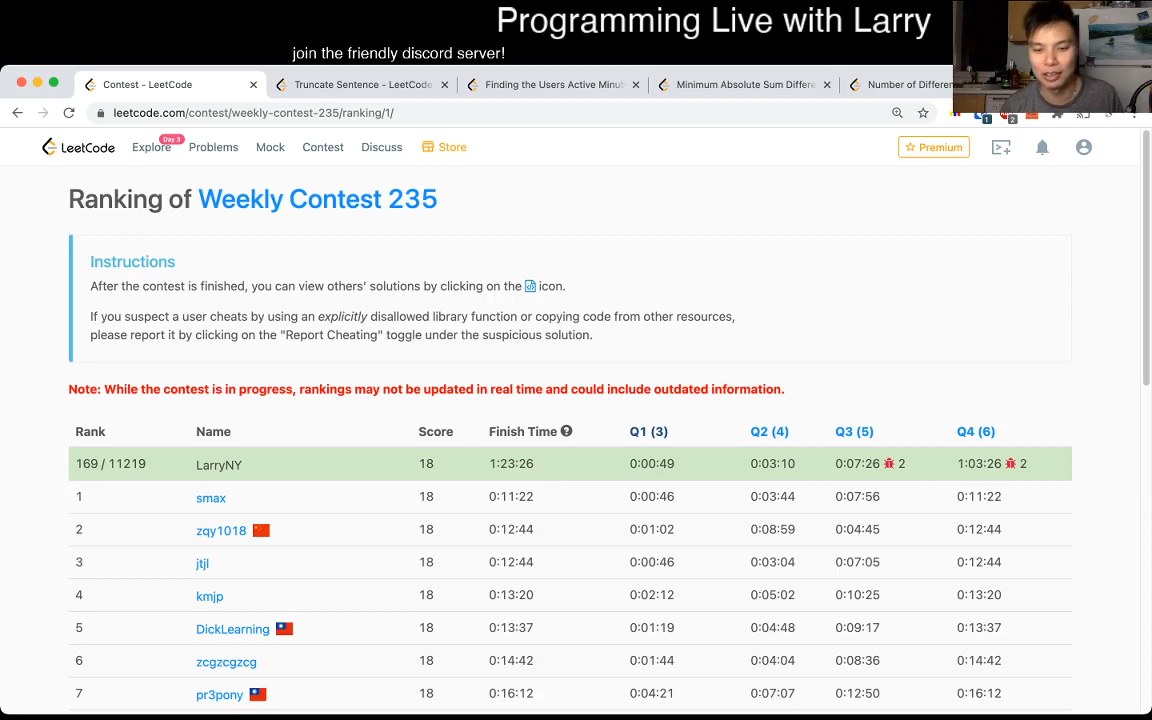 Programming Live with Larry
join the friendly discord server!
Contest - LeetCode
Truncate Sentence - LeetCode
Finding the Users Active Minut
Minimum Absolute Sum Differe
Number of Differen
leetcode.com/contest/weekly-contest-235/ranking/1/
1
2
LeetCode
Explore
Day 3
Problems
Mock
Contest
Discuss
Store
Premium
Ranking of Weekly Contest 235
Instructions
After the contest is finished, you can view others' solutions by clicking on the icon.
If you suspect a user cheats by using an explicitly disallowed library function or copying code from other resources,
please report it by clicking on the "Report Cheating" toggle under the suspicious solution.
Note: While the contest is in progress, rankings may not be updated in real time and could include outdated information.
Rank Name Score Finish Time Q1 (3) Q2 (4) Q3 (5) Q4 (6)
169 / 11219 LarryNY 18 1:23:26 0:00:49 0:03:10 0:07:26 2 1:03:26 2
1 smax 18 0:11:22 0:00:46 0:03:44 0:07:56 0:11:22
2 zqy1018 18 0:12:44 0:01:02 0:08:59 0:04:45 0:12:44
3 jtjl 18 0:12:44 0:00:46 0:03:04 0:07:05 0:12:44
4 kmjp 18 0:13:20 0:02:12 0:05:02 0:10:25 0:13:20
5 DickLearning 18 0:13:37 0:01:19 0:04:48 0:09:17 0:13:37
6 zcgzcgzcg 18 0:14:42 0:01:44 0:04:04 0:08:36 0:14:42
7 pr3pony 18 0:16:12 0:04:21 0:07:07 0:12:50 0:16:12